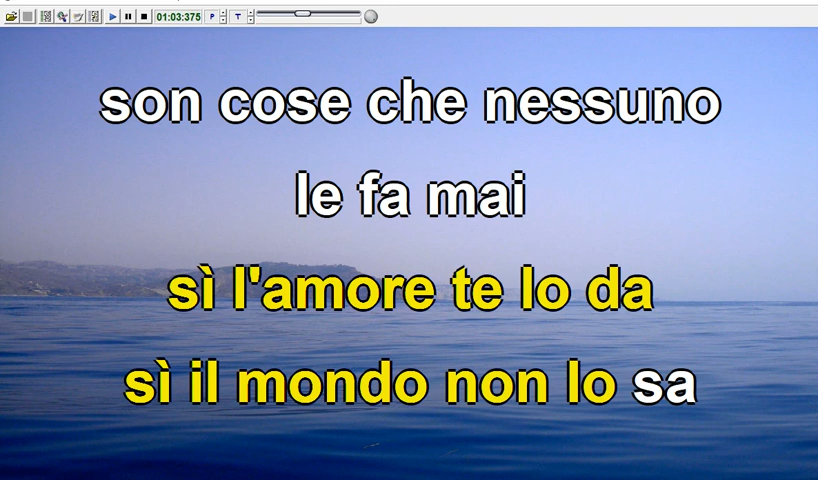 01:03:375 P T
son cose che nessuno
le fa mai
sì l'amore te lo da
sì il mondo non lo sa